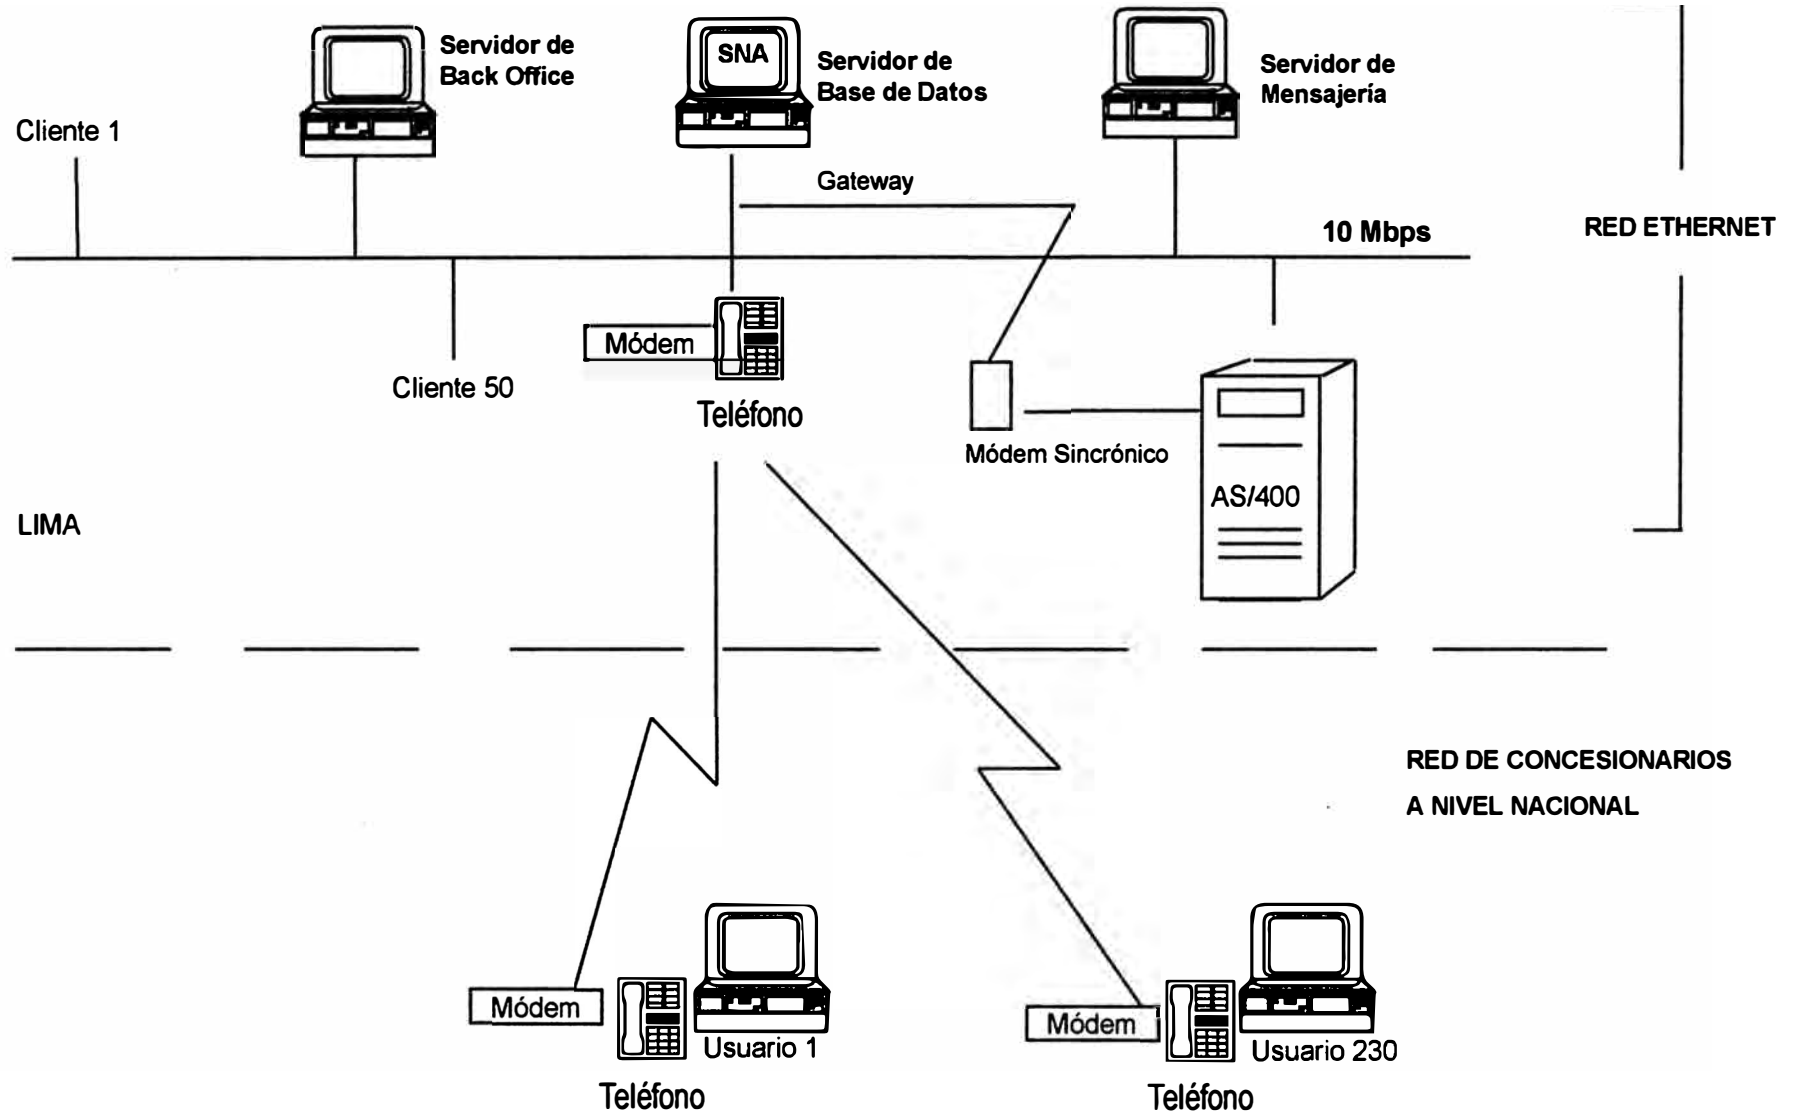 Servidor de
Back Office
SNA
Servidor de
Base de Datos
Servidor de
Mensajería
Cliente 1
Gateway
10 Mbps
RED ETHERNET
Módem
Cliente 50
Teléfono
Módem Sincrónico
AS/400
LIMA
RED DE CONCESIONARIOS
A NIVEL NACIONAL
Módem
Usuario 1
Teléfono
Módem
Usuario 230
Teléfono